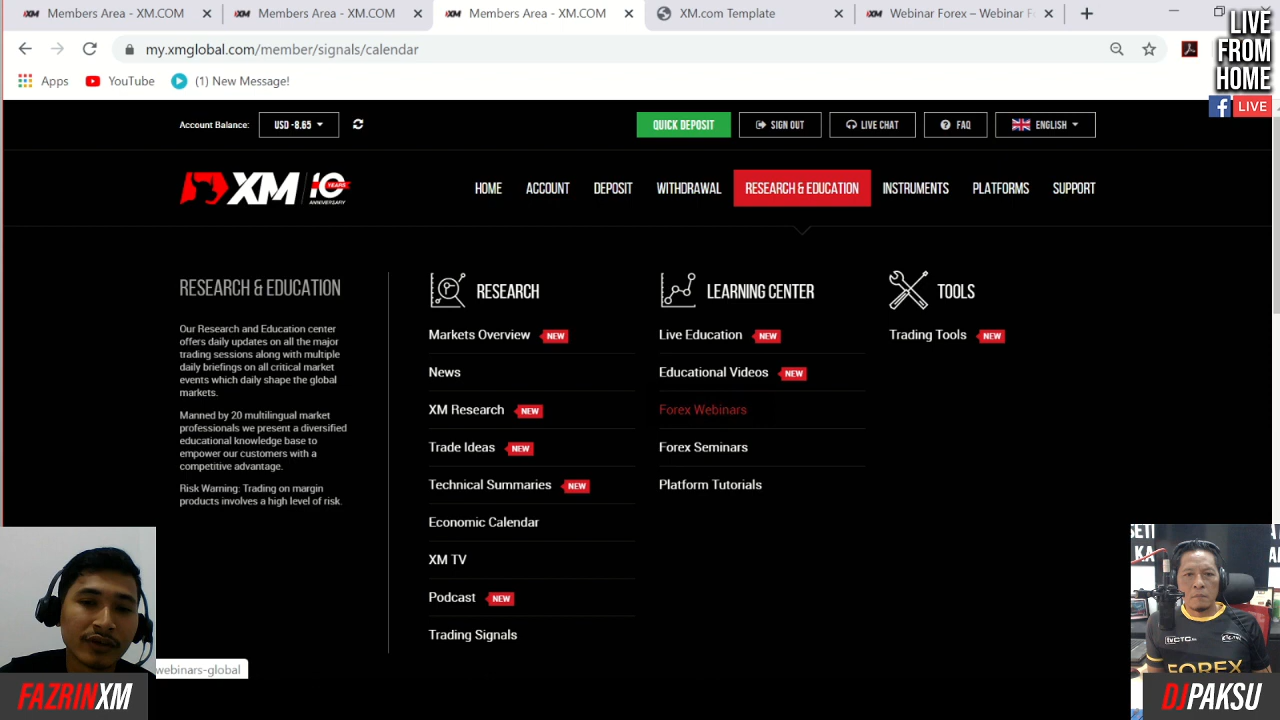 Members Area - XM.COM
Members Area - XM.COM
Members Area - XM.COM
XM.com Template
Webinar Forex – Webinar F
my.xmglobal.com/member/signals/calendar
Apps
YouTube
(1) New Message!
LIVE
FROM
HOME
LIVE
Account Balance:
USD -8.65
QUICK DEPOSIT
SIGN OUT
LIVE CHAT
FAQ
ENGLISH
XM
10
YEARS
ANNIVERSARY
HOME
ACCOUNT
DEPOSIT
WITHDRAWAL
RESEARCH & EDUCATION
INSTRUMENTS
PLATFORMS
SUPPORT
RESEARCH & EDUCATION
Our Research and Education center
offers daily updates on all the major
trading sessions along with multiple
daily briefings on all critical market
events which daily shape the global
markets.
Manned by 20 multilingual market
professionals we present a diversified
educational knowledge base to
empower our customers with a
competitive advantage.
Risk Warning: Trading on margin
products involves a high level of risk.
RESEARCH
Markets Overview NEW
News
XM Research NEW
Trade Ideas NEW
Technical Summaries NEW
Economic Calendar
XM TV
Podcast NEW
Trading Signals
LEARNING CENTER
Live Education NEW
Educational Videos NEW
Forex Webinars
Forex Seminars
Platform Tutorials
TOOLS
Trading Tools NEW
webinars-global
FAZRINXM
FOREX
DJPAKSU